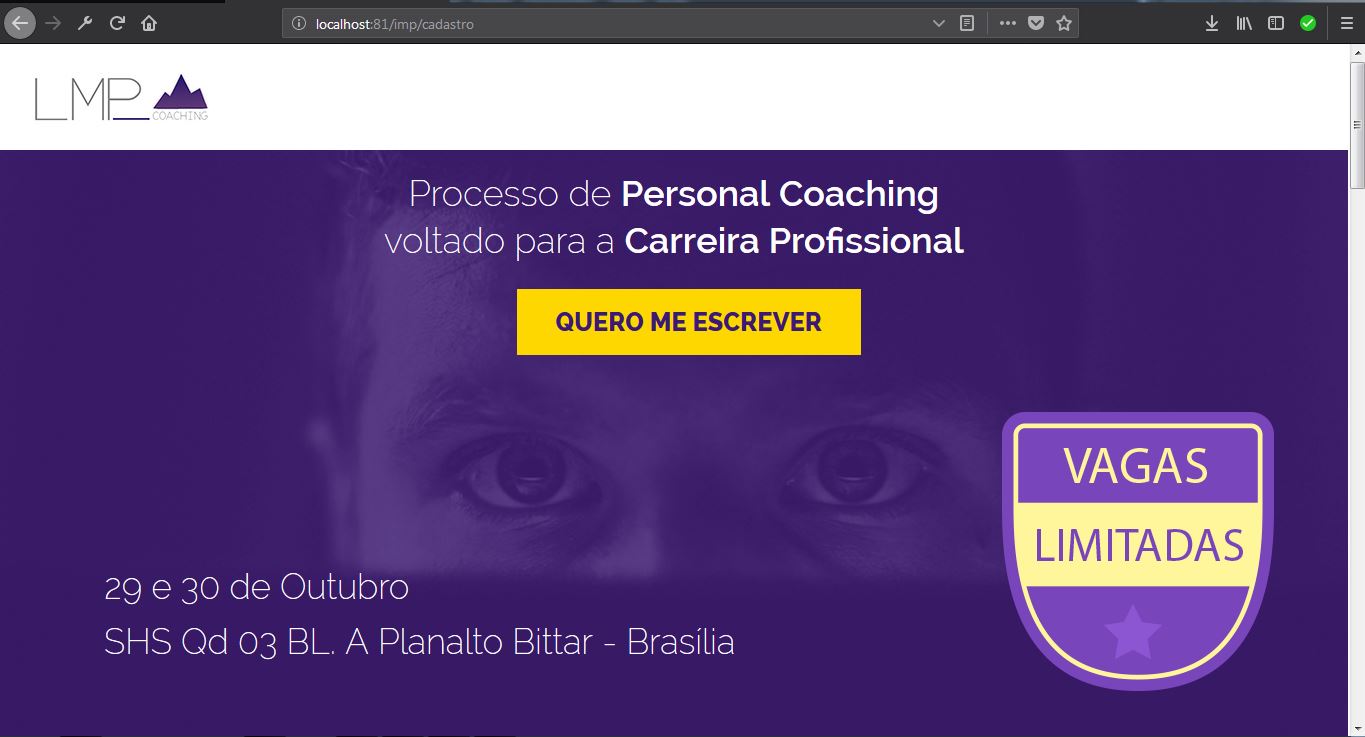 localhost:81/imp/cadastro
LMP
COACHING
Processo de Personal Coaching
voltado para a Carreira Profissional
QUERO ME ESCREVER
VAGAS
LIMITADAS
29 e 30 de Outubro
SHS Qd 03 BL. A Planalto Bittar - Brasília